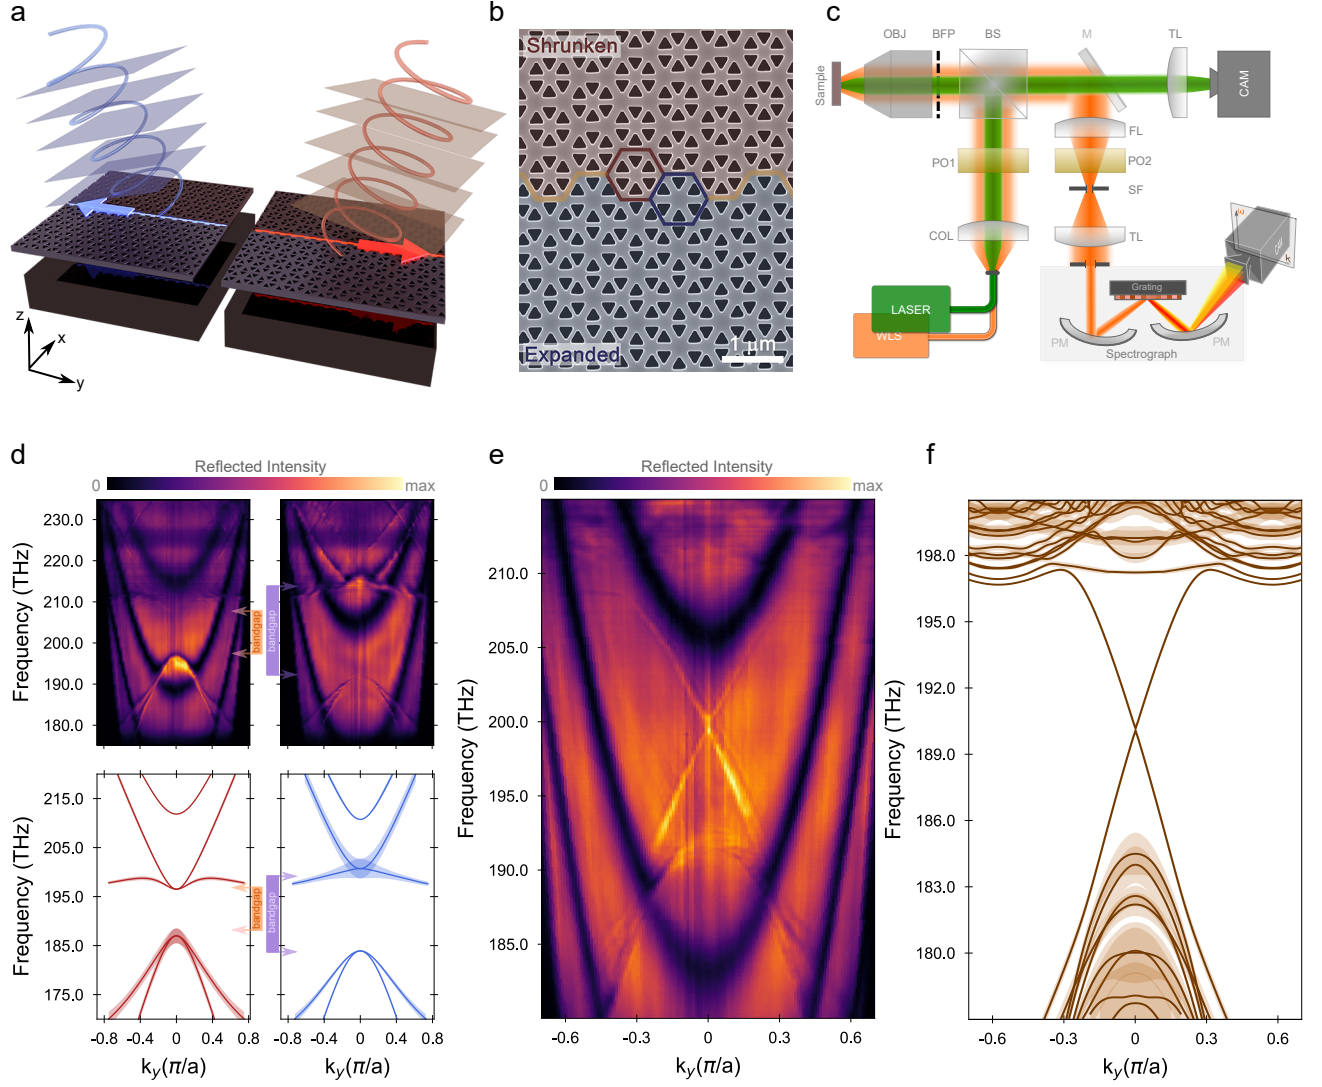 a
z
x
y
b
Shrunken
Expanded
1 μm
c
OBJ BFP BS M TL
Sample
CAM
FL
PO1
PO2
SF
COL
TL
LASER
WLS
Grating
CAM
ω
k
PM
PM
Spectrograph
d
Reflected Intensity
0 max
Frequency (THz)
230.0
220.0
210.0
200.0
190.0
180.0
bandgap
bandgap
Frequency (THz)
215.0
205.0
195.0
185.0
175.0
bandgap
bandgap
-0.8 -0.4 0 0.4 0.8
-0.8 -0.4 0 0.4 0.8
ky(π/a)
ky(π/a)
e
Reflected Intensity
0 max
Frequency (THz)
210.0
205.0
200.0
195.0
190.0
185.0
-0.6 -0.3 0 0.3 0.6
ky(π/a)
f
Frequency (THz)
198.0
195.0
192.0
189.0
186.0
183.0
180.0
-0.6 -0.3 0 0.3 0.6
ky(π/a)